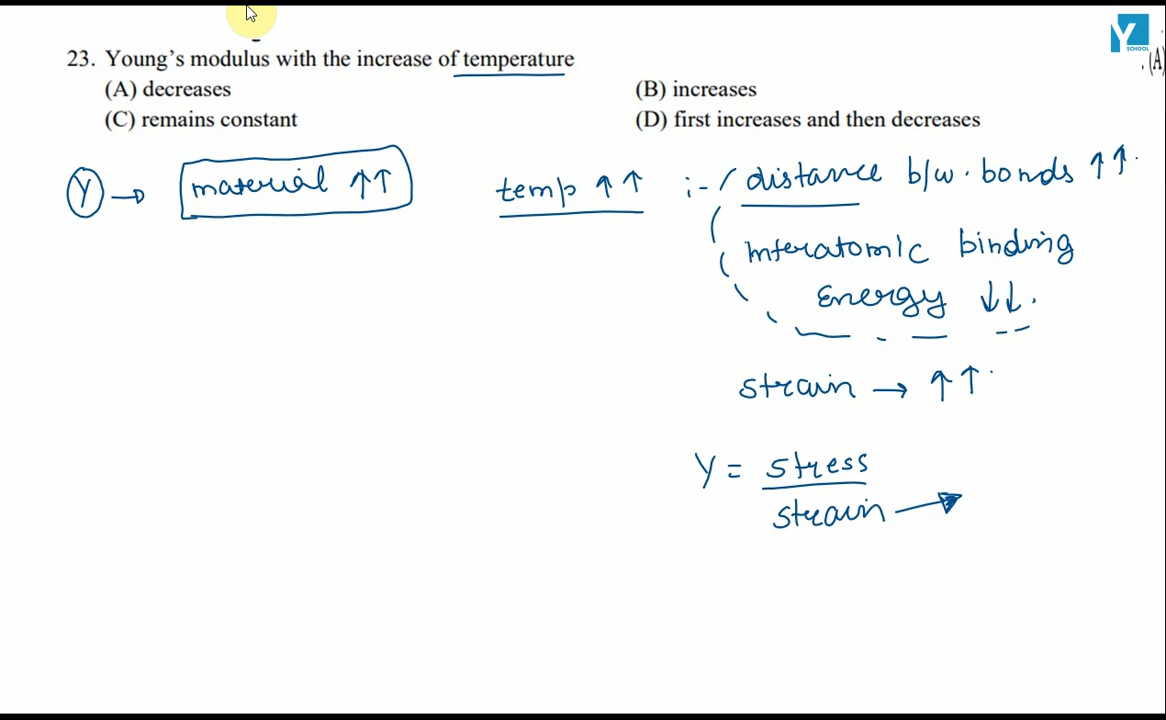 Y
SCHOOL
23. Young's modulus with the increase of temperature
(A)
(A) decreases
(B) increases
(C) remains constant
(D) first increases and then decreases
Y → material ↑↑
temp ↑↑ :- distance b/w. bonds ↑↑.
Interatomic binding
Energy ↓↓.
strain → ↑↑.
Y = stress
strain →